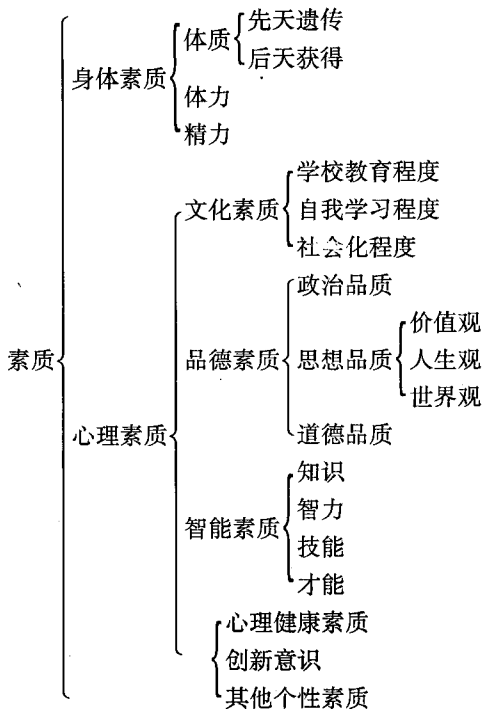 先天遗传
体质
后天获得
身体素质
体力
精力
学校教育程度
文化素质
自我学习程度
社会化程度
政治品质
价值观
素质
品德素质
思想品质
人生观
世界观
心理素质
道德品质
知识
智力
智能素质
技能
才能
心理健康素质
创新意识
其他个性素质